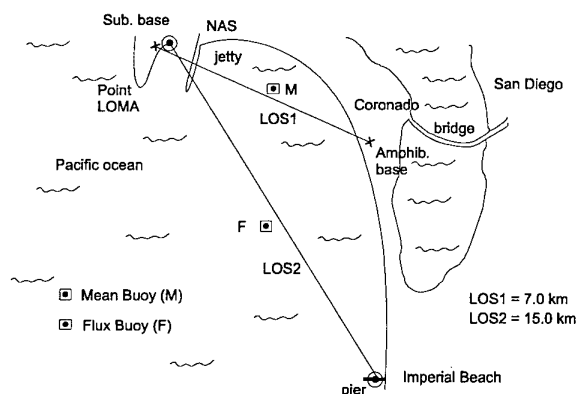 Sub. base
NAS
jetty
M
Point
LOMA
LOS1
Coronado
San Diego
bridge
Amphib.
base
Pacific ocean
F
LOS2
Mean Buoy (M)
Flux Buoy (F)
LOS1 = 7.0 km
LOS2 = 15.0 km
Imperial Beach
pier